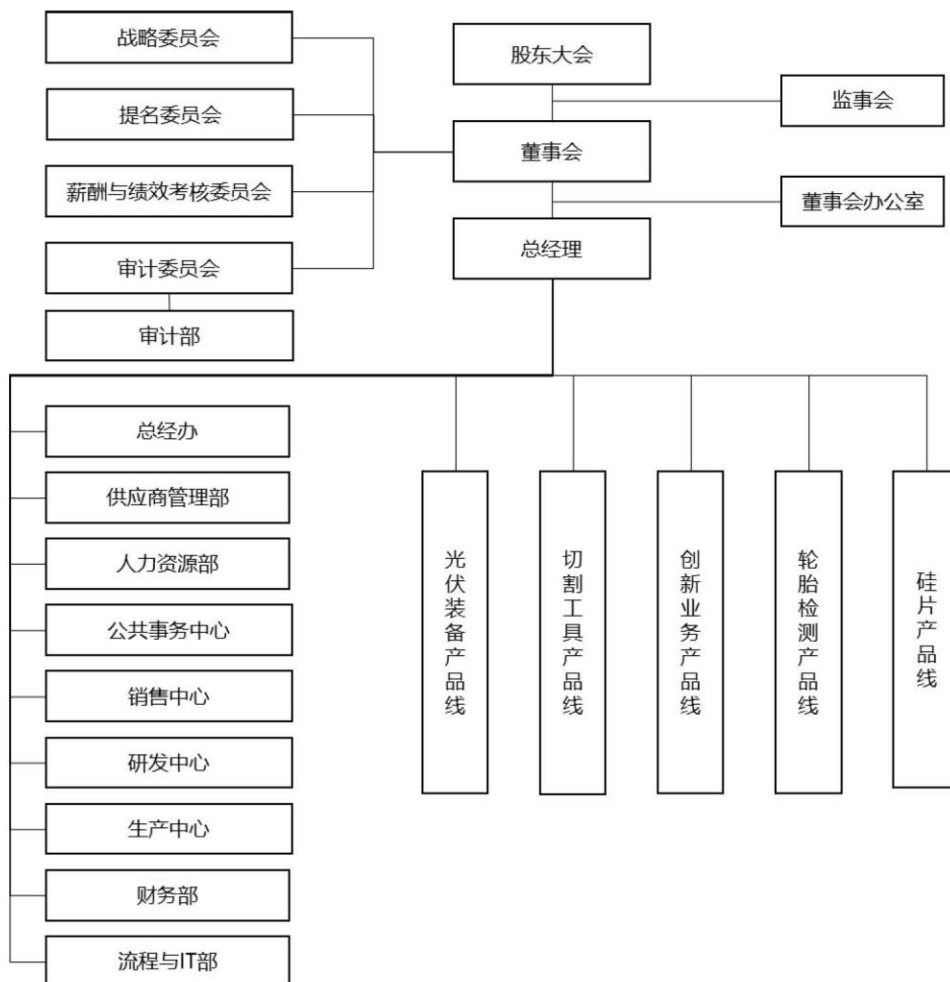 战略委员会
股东大会
监事会
提名委员会
董事会
薪酬与绩效考核委员会
董事会办公室
审计委员会
总经理
审计部
总经办
供应商管理部
人力资源部
公共事务中心
销售中心
研发中心
生产中心
财务部
流程与IT部
光伏装备产品线
切割工具产品线
创新业务产品线
轮胎检测产品线
硅片产品线